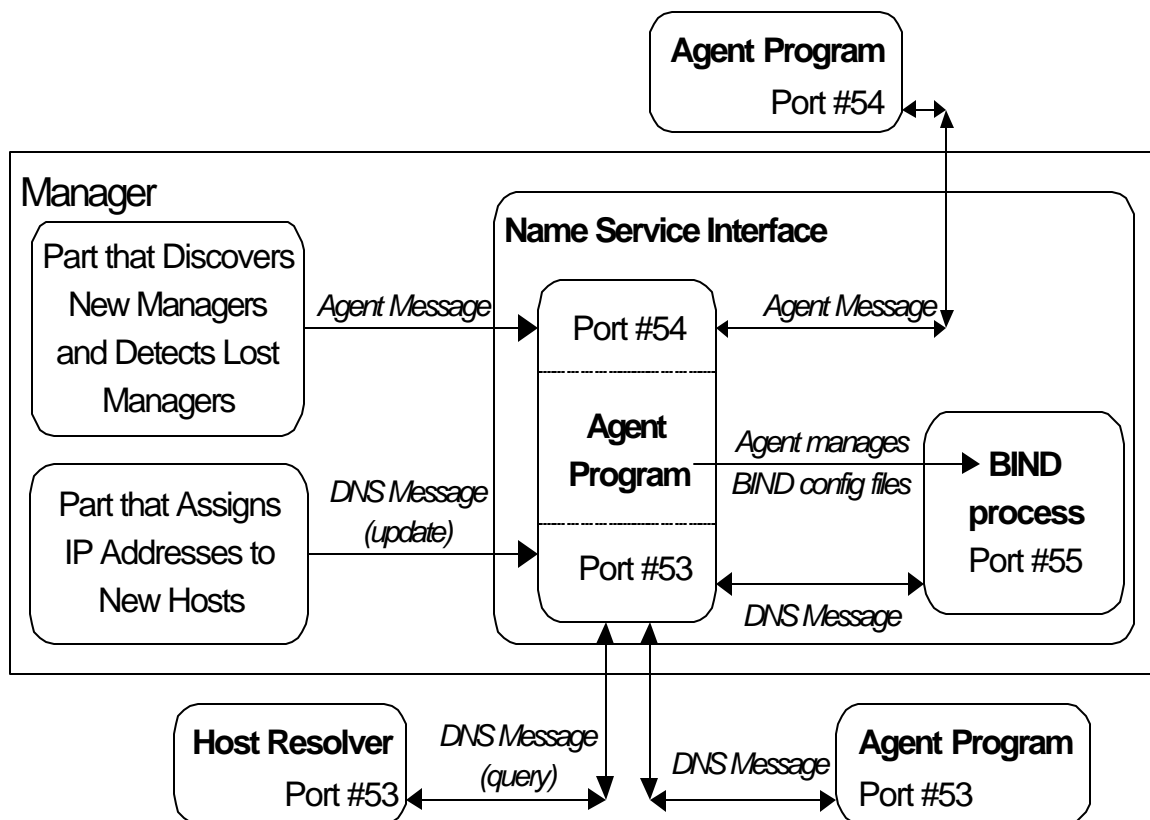 Agent Program
Port #54
Manager
Part that Discovers
New Managers
and Detects Lost
Managers
Agent Message
Name Service Interface
Port #54
Agent Message
Agent
Program
Agent manages
BIND config files
BIND
process
Port #55
Part that Assigns
IP Addresses to
New Hosts
DNS Message
(update)
Port #53
DNS Message
Host Resolver
Port #53
DNS Message
(query)
DNS Message
Agent Program
Port #53